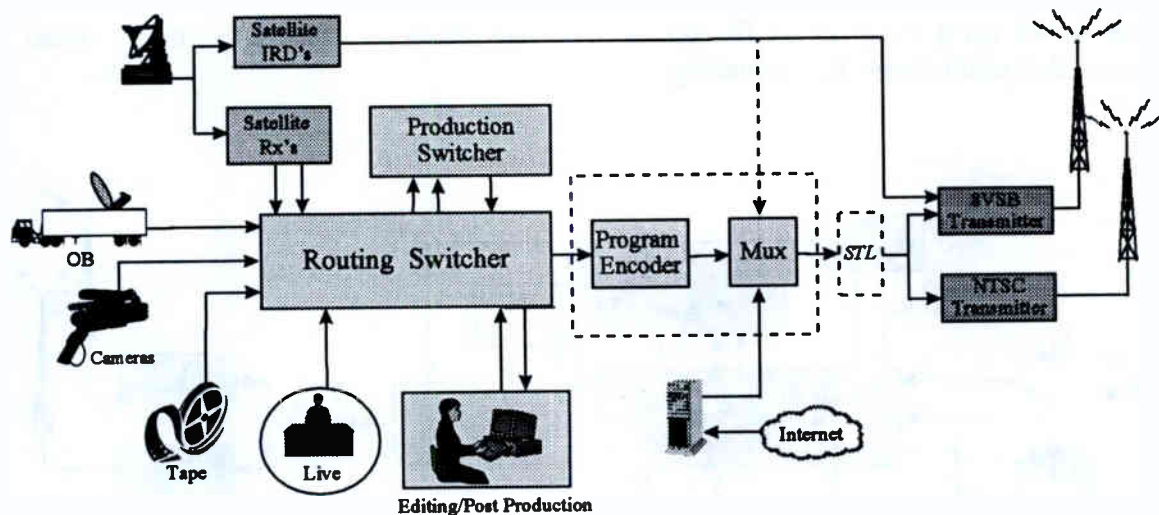 Satellite
IRD's
Satellite
Rx's
Production
Switcher
OB
Routing Switcher
Program
Encoder
Mux
STL
8VSB
Transmitter
NTSC
Transmitter
Cameras
Tape
Live
Internet
Editing/Post Production